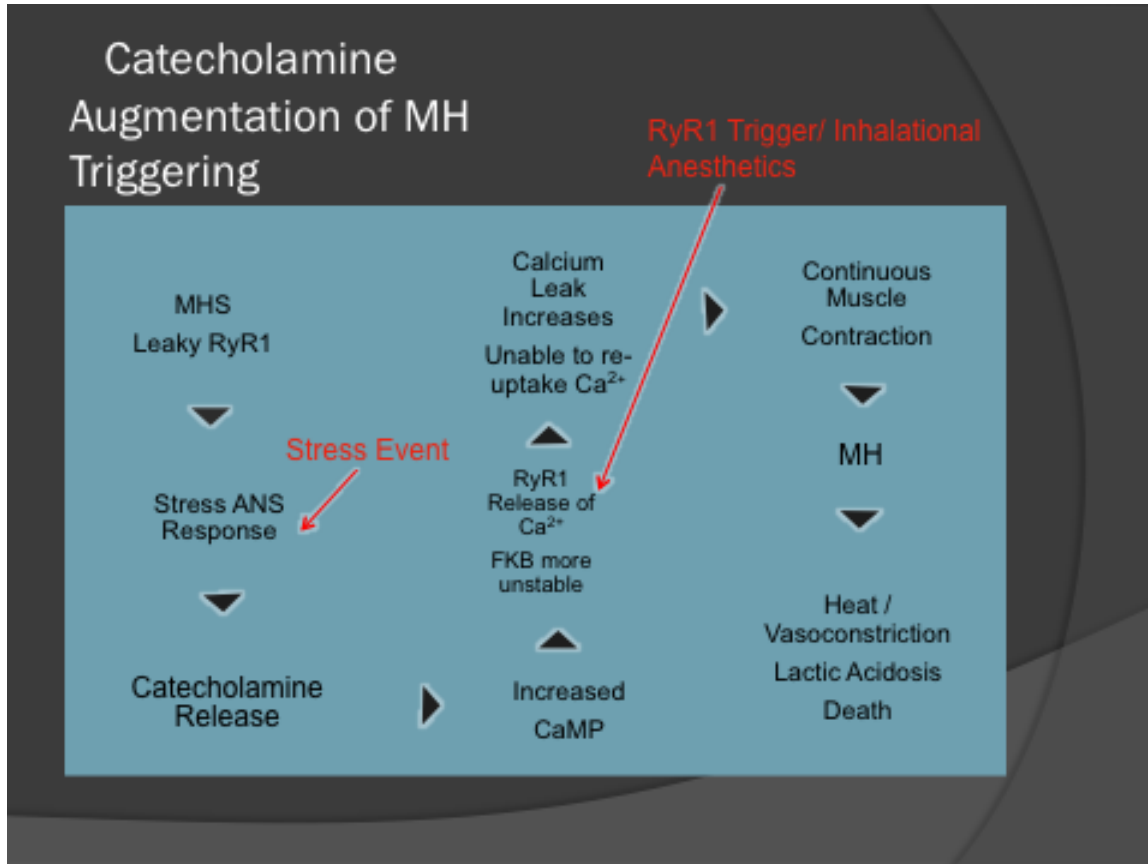 Catecholamine
Augmentation of MH
Triggering
RyR1 Trigger/ Inhalational
Anesthetics
MHS
Leaky RyR1
Stress Event
Stress ANS
Response
Catecholamine
Release
Increased
CaMP
RyR1
Release of
Ca²⁺
FKB more
unstable
Calcium
Leak
Increases
Unable to re-
uptake Ca²⁺
Continuous
Muscle
Contraction
MH
Heat /
Vasoconstriction
Lactic Acidosis
Death